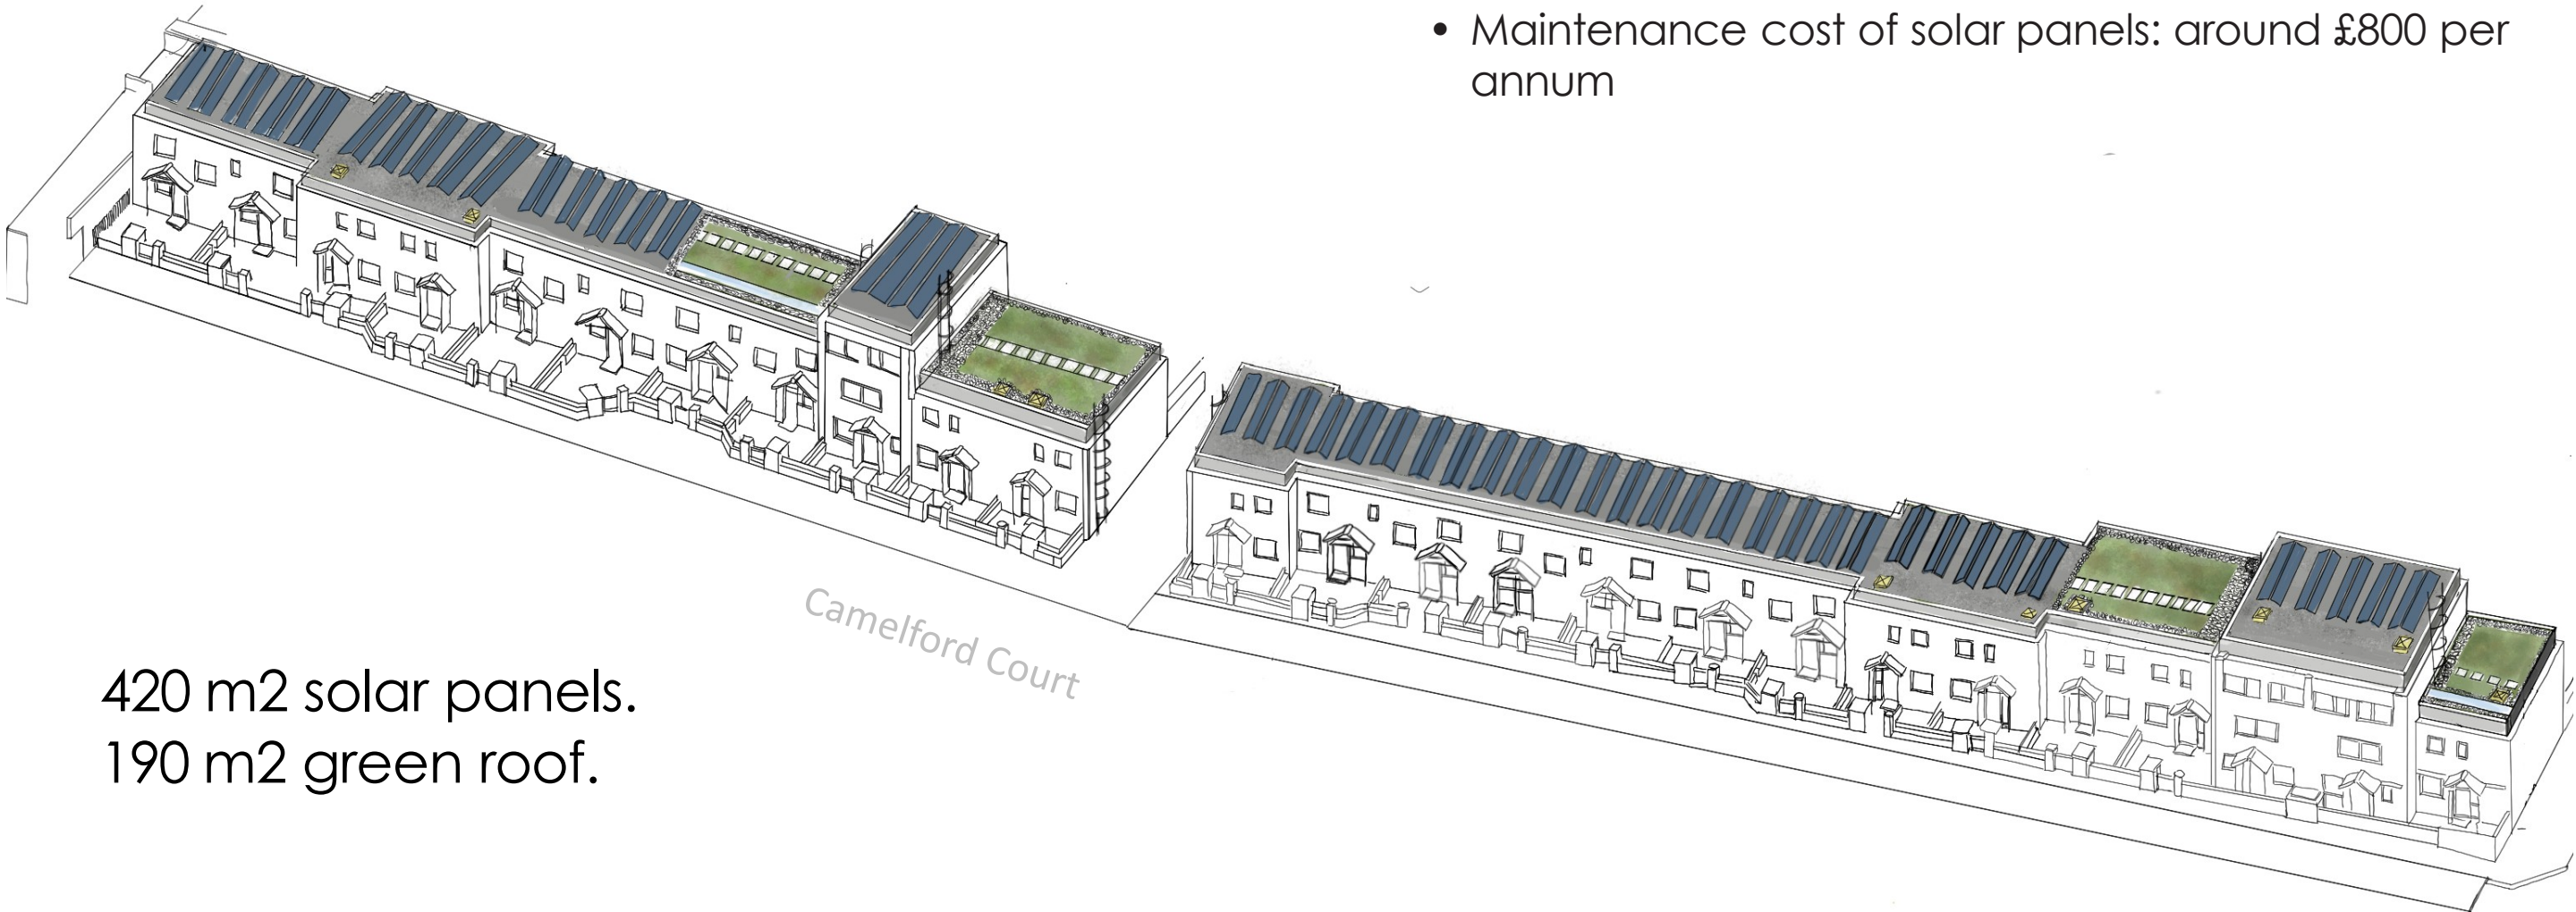 • Maintenance cost of solar panels: around £800 per
annum
Camelford Court
420 m2 solar panels.
190 m2 green roof.